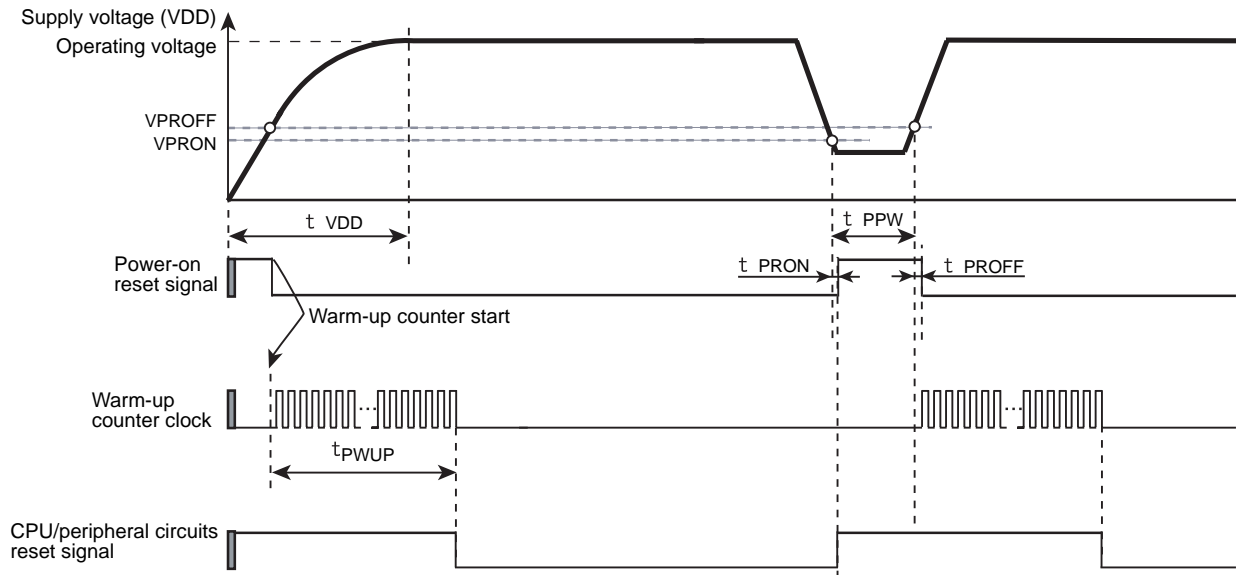 Supply voltage (VDD)
Operating voltage
VPROFF
VPRON
t VDD
t PPW
Power-on
reset signal
t PRON
t PROFF
Warm-up counter start
Warm-up
counter clock
...
...
tPWUP
CPU/peripheral circuits
reset signal